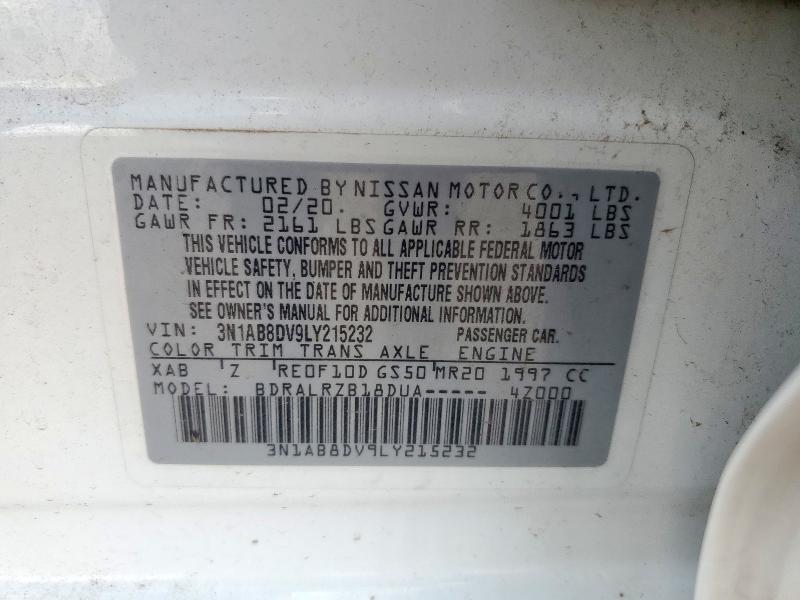 MANUFACTURED BY NISSAN MOTOR CO., LTD.
DATE: 02/20. GVWR: 4001 LBS
GAWR FR: 2161 LBS GAWR RR: 1863 LBS
THIS VEHICLE CONFORMS TO ALL APPLICABLE FEDERAL MOTOR
VEHICLE SAFETY, BUMPER AND THEFT PREVENTION STANDARDS
IN EFFECT ON THE DATE OF MANUFACTURE SHOWN ABOVE.
SEE OWNER'S MANUAL FOR ADDITIONAL INFORMATION.
VIN: 3N1AB8DV9LY215232 PASSENGER CAR.
COLOR TRIM TRANS AXLE ENGINE
XAB Z RE0F10D GS50 MR20 1997 CC
MODEL: BDRALRZB18DUA----- 4Z000
3N1AB8DV9LY215232